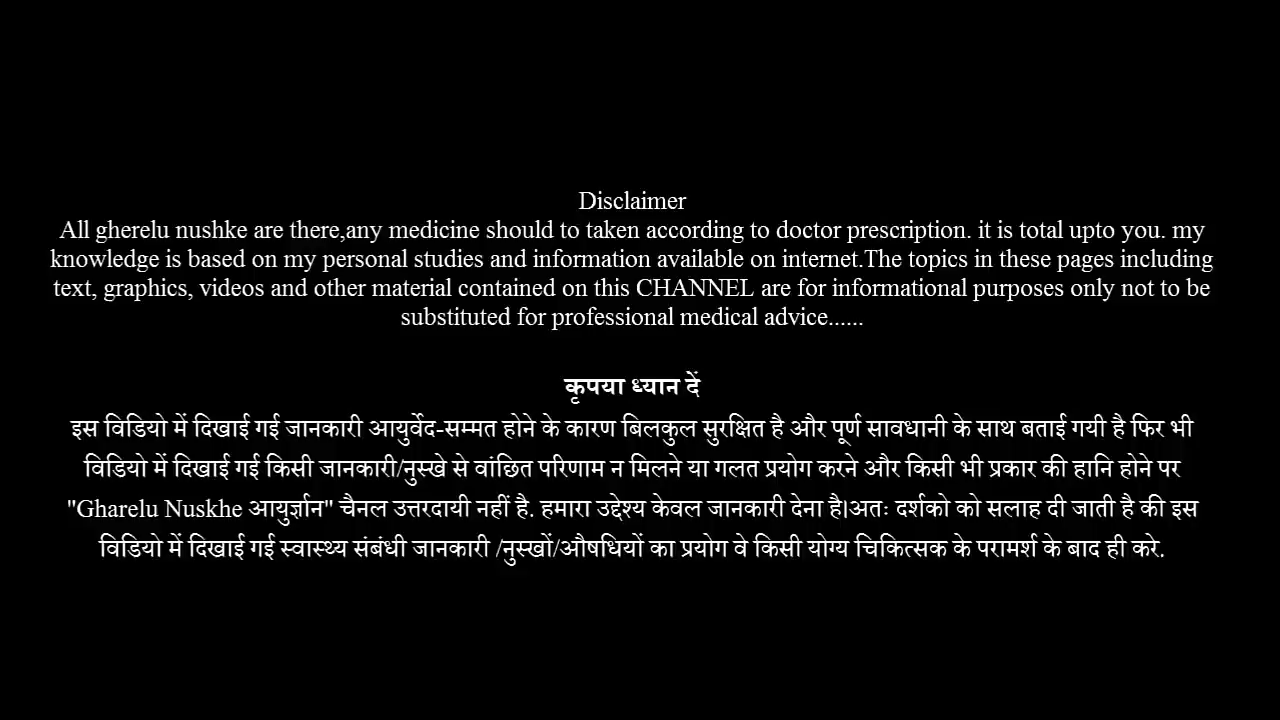 Disclaimer
All gherelu nushke are there,any medicine should to taken according to doctor prescription. it is total upto you. my
knowledge is based on my personal studies and information available on internet.The topics in these pages including
text, graphics, videos and other material contained on this CHANNEL are for informational purposes only not to be
substituted for professional medical advice......
कृपया ध्यान दें
इस विडियो में दिखाई गई जानकारी आयुर्वेद-सम्मत होने के कारण बिलकुल सुरक्षित है और पूर्ण सावधानी के साथ बताई गयी है फिर भी
विडियो में दिखाई गई किसी जानकारी/नुस्खे से वांछित परिणाम न मिलने या गलत प्रयोग करने और किसी भी प्रकार की हानि होने पर
"Gharelu Nuskhe आयुर्ज्ञान" चैनल उत्तरदायी नहीं है. हमारा उद्देश्य केवल जानकारी देना है।अतः दर्शको को सलाह दी जाती है की इस
विडियो में दिखाई गई स्वास्थ्य संबंधी जानकारी /नुस्खों/औषधियों का प्रयोग वे किसी योग्य चिकित्सक के परामर्श के बाद ही करे.